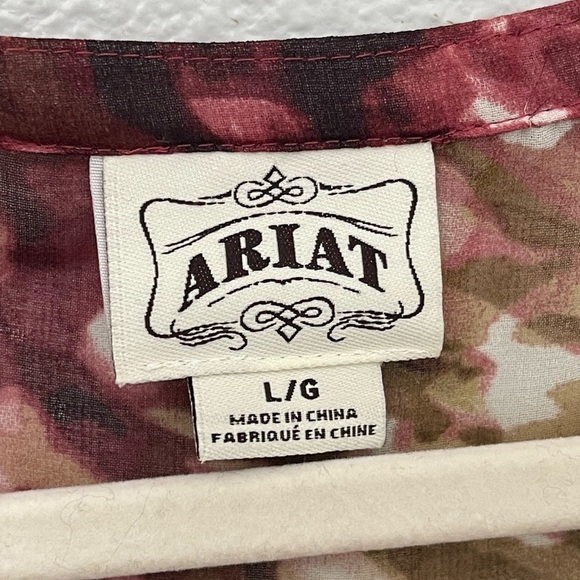 ARIAT
L/G
MADE IN CHINA
FABRIQUÉ EN CHINE